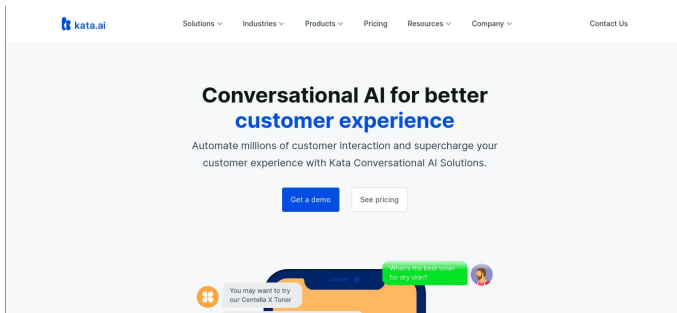 kata.ai
Solutions
Industries
Products
Pricing
Resources
Company
Contact Us
Conversational AI for better
customer experience
Automate millions of customer interaction and supercharge your
customer experience with Kata Conversational AI Solutions.
Get a demo
See pricing
What's the best toner
for dry skin?
You may want to try
our Centella X Toner